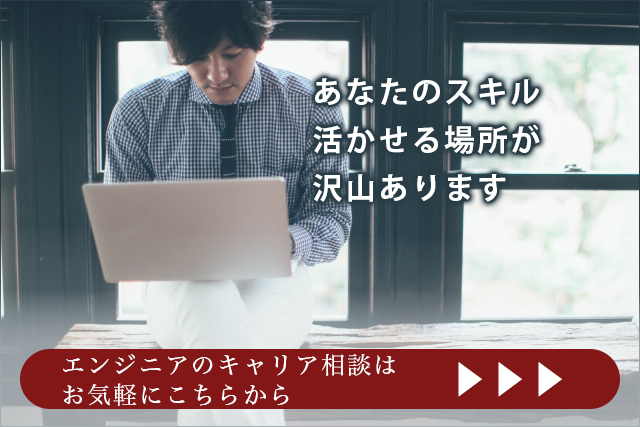 あなたのスキル
活かせる場所が
沢山あります
エンジニアのキャリア相談は
お気軽にこちらから